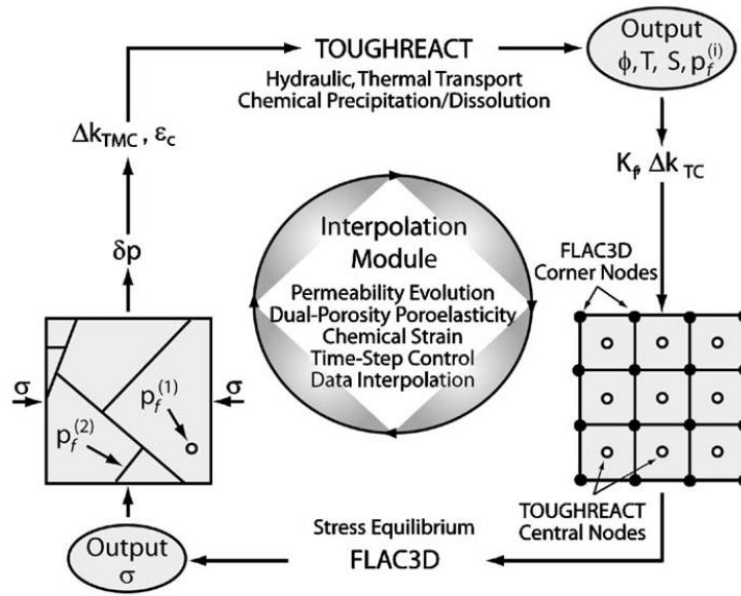 TOUGHREACT
Hydraulic, Thermal Transport
Chemical Precipitation/Dissolution
Output
ϕ, T, S, p_f^(i)
K_f, Δk_TC
FLAC3D
Corner Nodes
TOUGHREACT
Central Nodes
Stress Equilibrium
FLAC3D
Output
σ
σ
σ
p_f^(1)
p_f^(2)
δp
Δk_TMC, ε_c
Interpolation
Module
Permeability Evolution
Dual-Porosity Poroelasticity
Chemical Strain
Time-Step Control
Data Interpolation